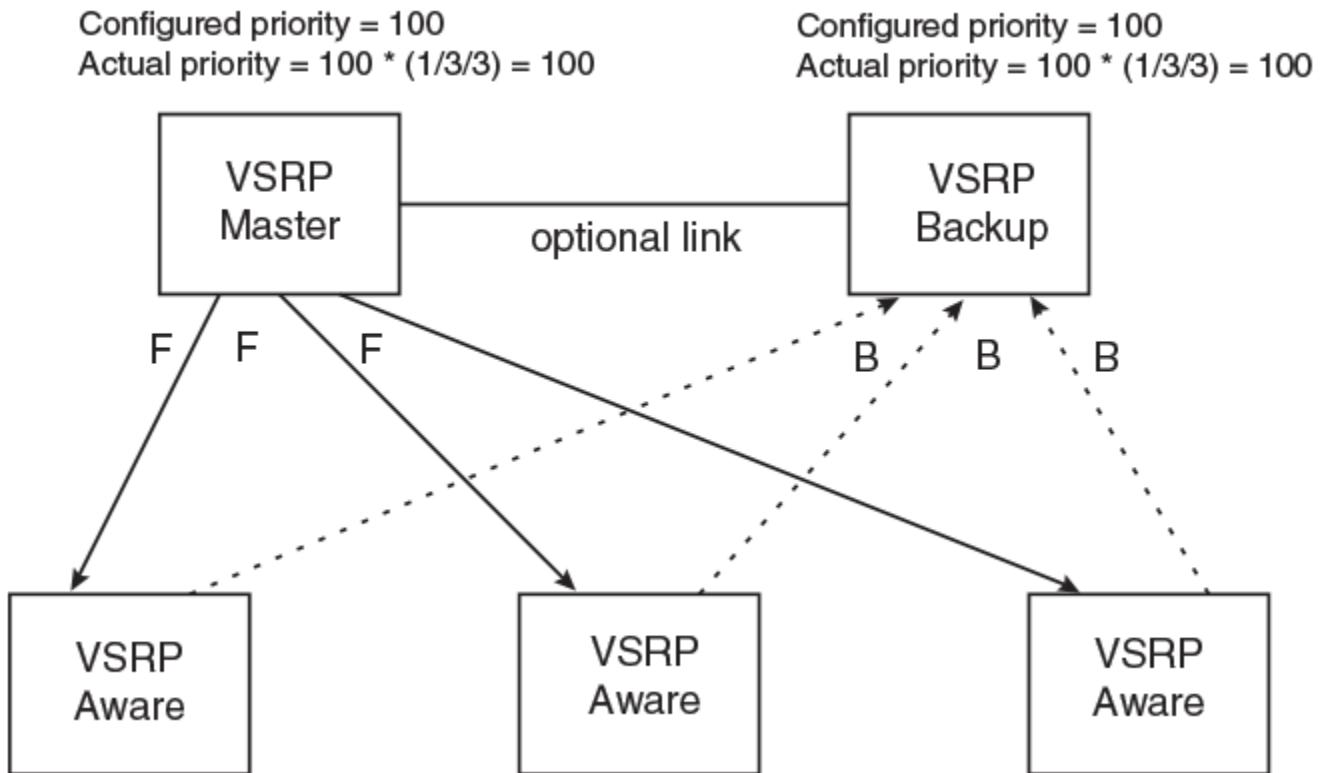 Configured priority = 100
Actual priority = 100 * (1/3/3) = 100
Configured priority = 100
Actual priority = 100 * (1/3/3) = 100
VSRP
Master
optional link
VSRP
Backup
F
F
F
B
B
B
VSRP
Aware
VSRP
Aware
VSRP
Aware